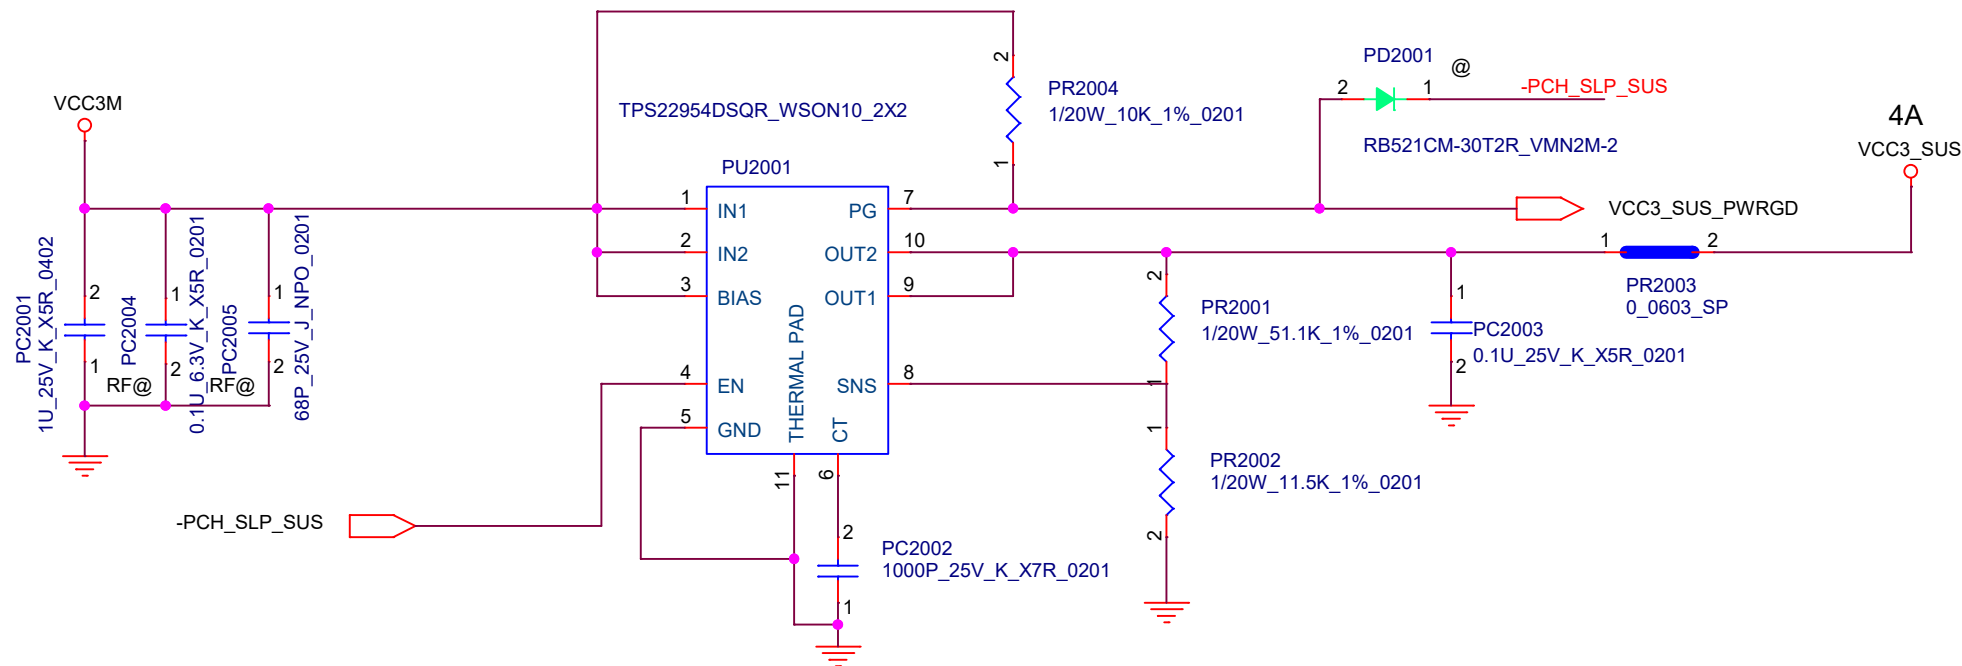 VCC3M
PC2001
1U_25V_K_X5R_0402
2
1
PC2004
0.1U_6.3V_K_X5R_0201
1
2
RF@
PC2005
68P_25V_J_NPO_0201
1
2
RF@
-PCH_SLP_SUS
TPS22954DSQR_WSON10_2X2
PU2001
1
IN1
2
IN2
3
BIAS
4
EN
5
GND
THERMAL PAD
CT
PG
7
OUT2
10
OUT1
9
SNS
8
11
6
2
PC2002
1000P_25V_K_X7R_0201
1
2
PR2004
1/20W_10K_1%_0201
1
PD2001
@
2
1
-PCH_SLP_SUS
RB521CM-30T2R_VMN2M-2
4A
VCC3_SUS
VCC3_SUS_PWRGD
1
2
PR2003
0_0603_SP
2
PR2001
1/20W_51.1K_1%_0201
1
1
PR2002
1/20W_11.5K_1%_0201
2
1
PC2003
0.1U_25V_K_X5R_0201
2